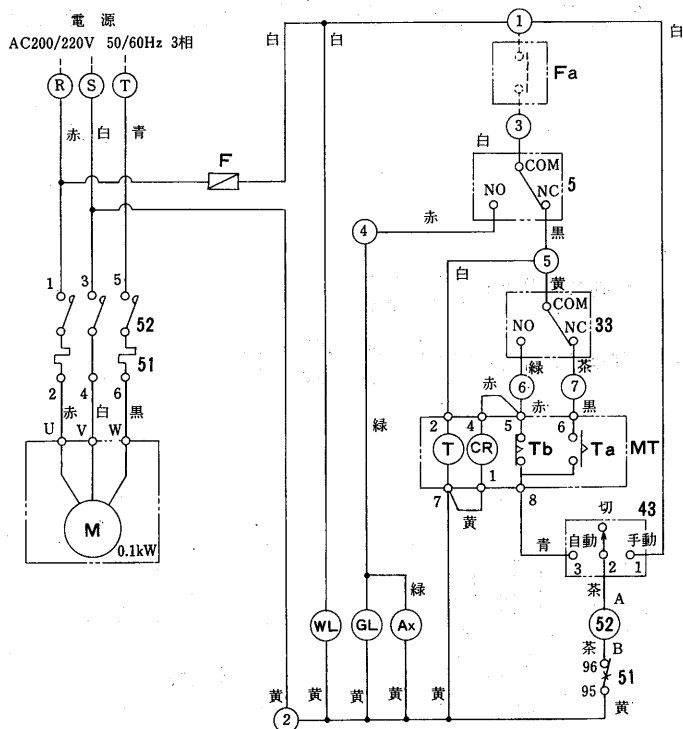 電源
AC200/220V 50/60Hz 3相
R S T
赤 白 青
F
白 白 白
1
Fa
3
白
COM
NO NC 5
4 赤 黒
5
白 黄
COM
NO NC 33
緑 茶
6 7
赤 赤 黒
2 4 5 6
T CR Tb Ta MT
7 1 8
黄
1 3 5
52
51
2 4 6
赤 白 黒
U V W
M
0.1kW
緑
青
切 43
自動 手動
3 2 1
茶 A
52
茶 B
96
51
95
緑
WL GL Ax
黄 黄 黄 黄 黄 黄
2